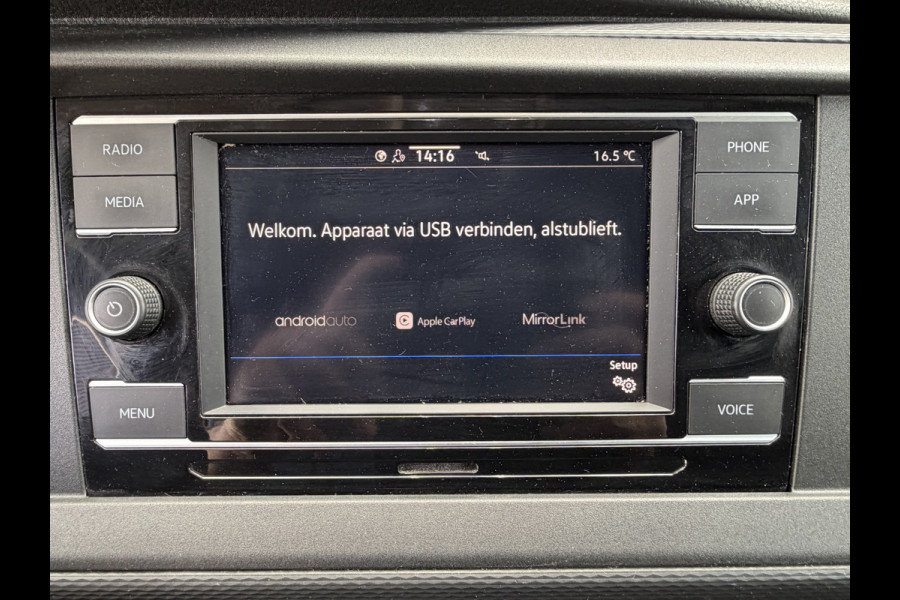 RADIO
MEDIA
MENU
14:16
16.5 °C
Welkom. Apparaat via USB verbinden, alstublieft.
androidauto
Apple CarPlay
MirrorLink
Setup
PHONE
APP
VOICE